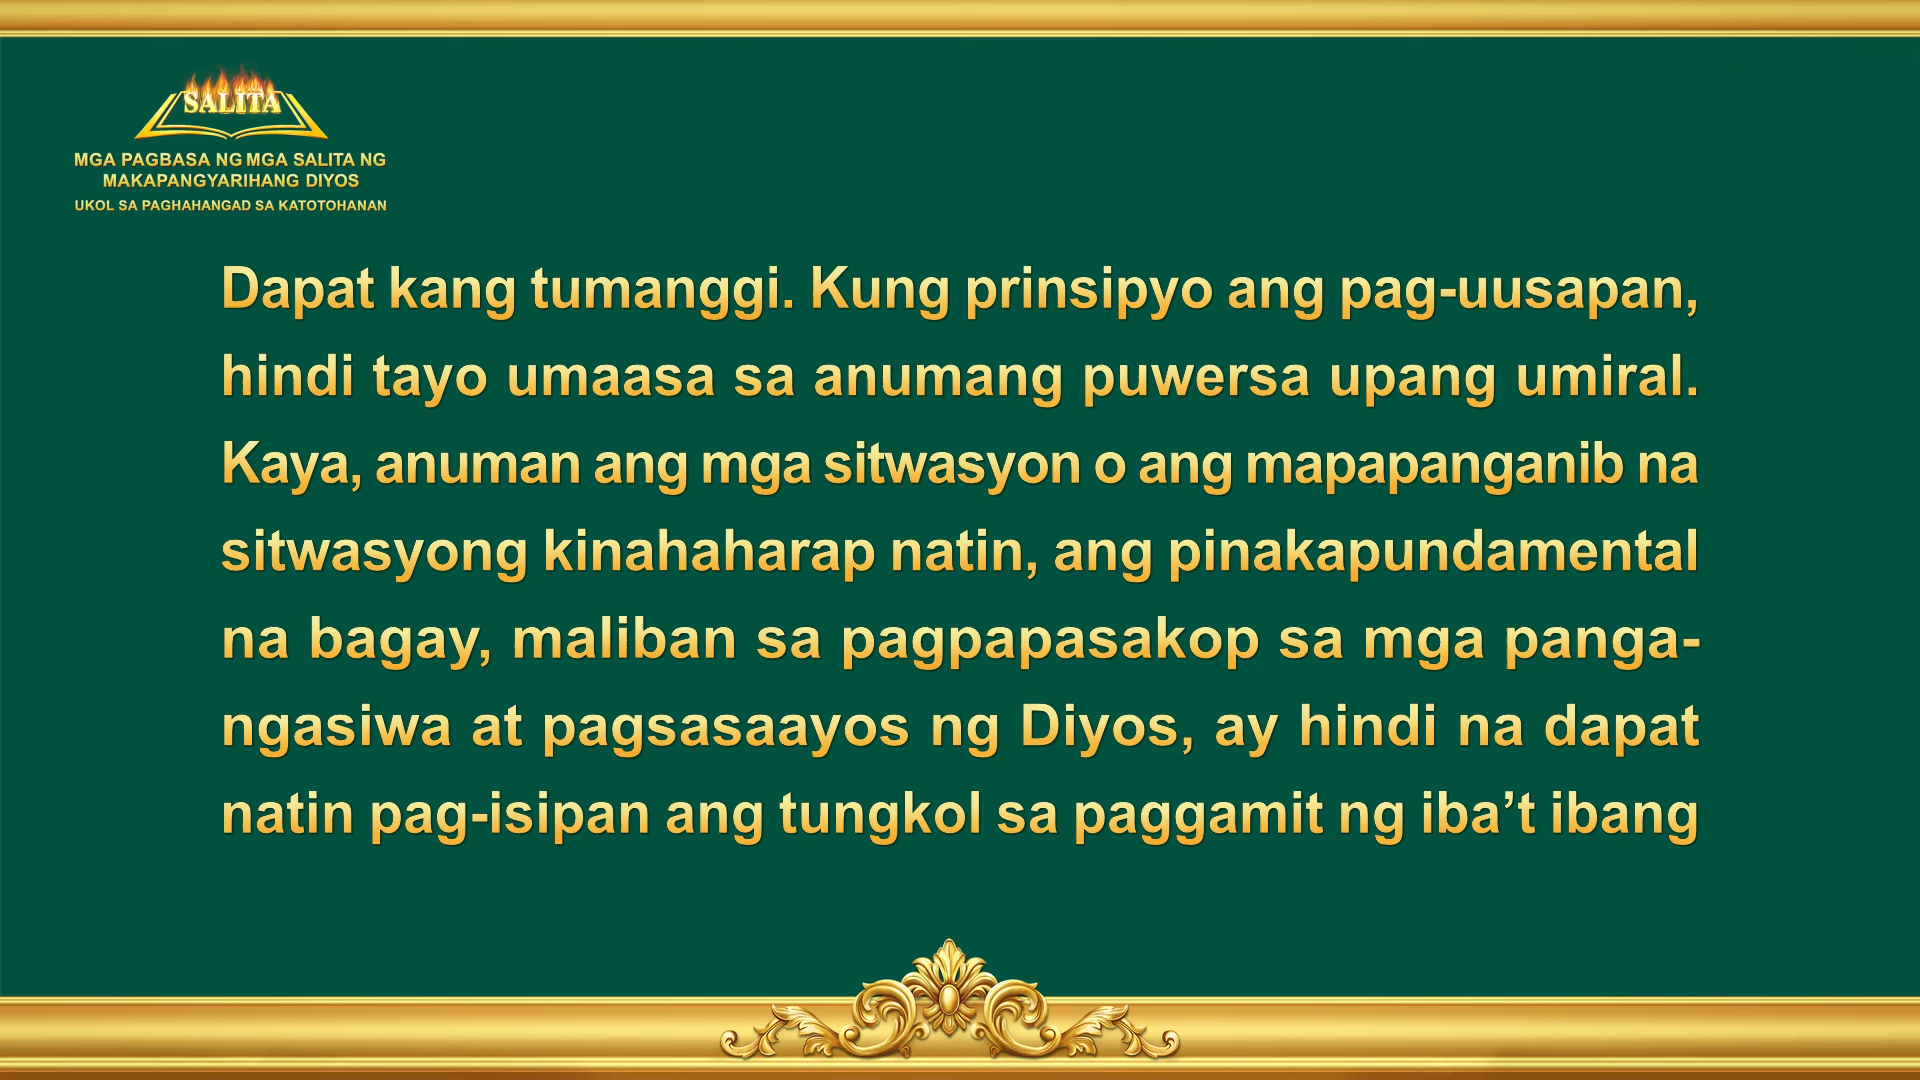 SALITA
MGA PAGBASA NG MGA SALITA NG
MAKAPANGYARIHANG DIYOS
UKOL SA PAGHAHANGAD SA KATOTOHANAN
Dapat kang tumanggi. Kung prinsipyo ang pag-uusapan,
hindi tayo umaasa sa anumang puwersa upang umiral.
Kaya, anuman ang mga sitwasyon o ang mapapanganib na
sitwasyong kinahaharap natin, ang pinakapundamental
na bagay, maliban sa pagpapasakop sa mga panga-
ngasiwa at pagsasaayos ng Diyos, ay hindi na dapat
natin pag-isipan ang tungkol sa paggamit ng iba’t ibang